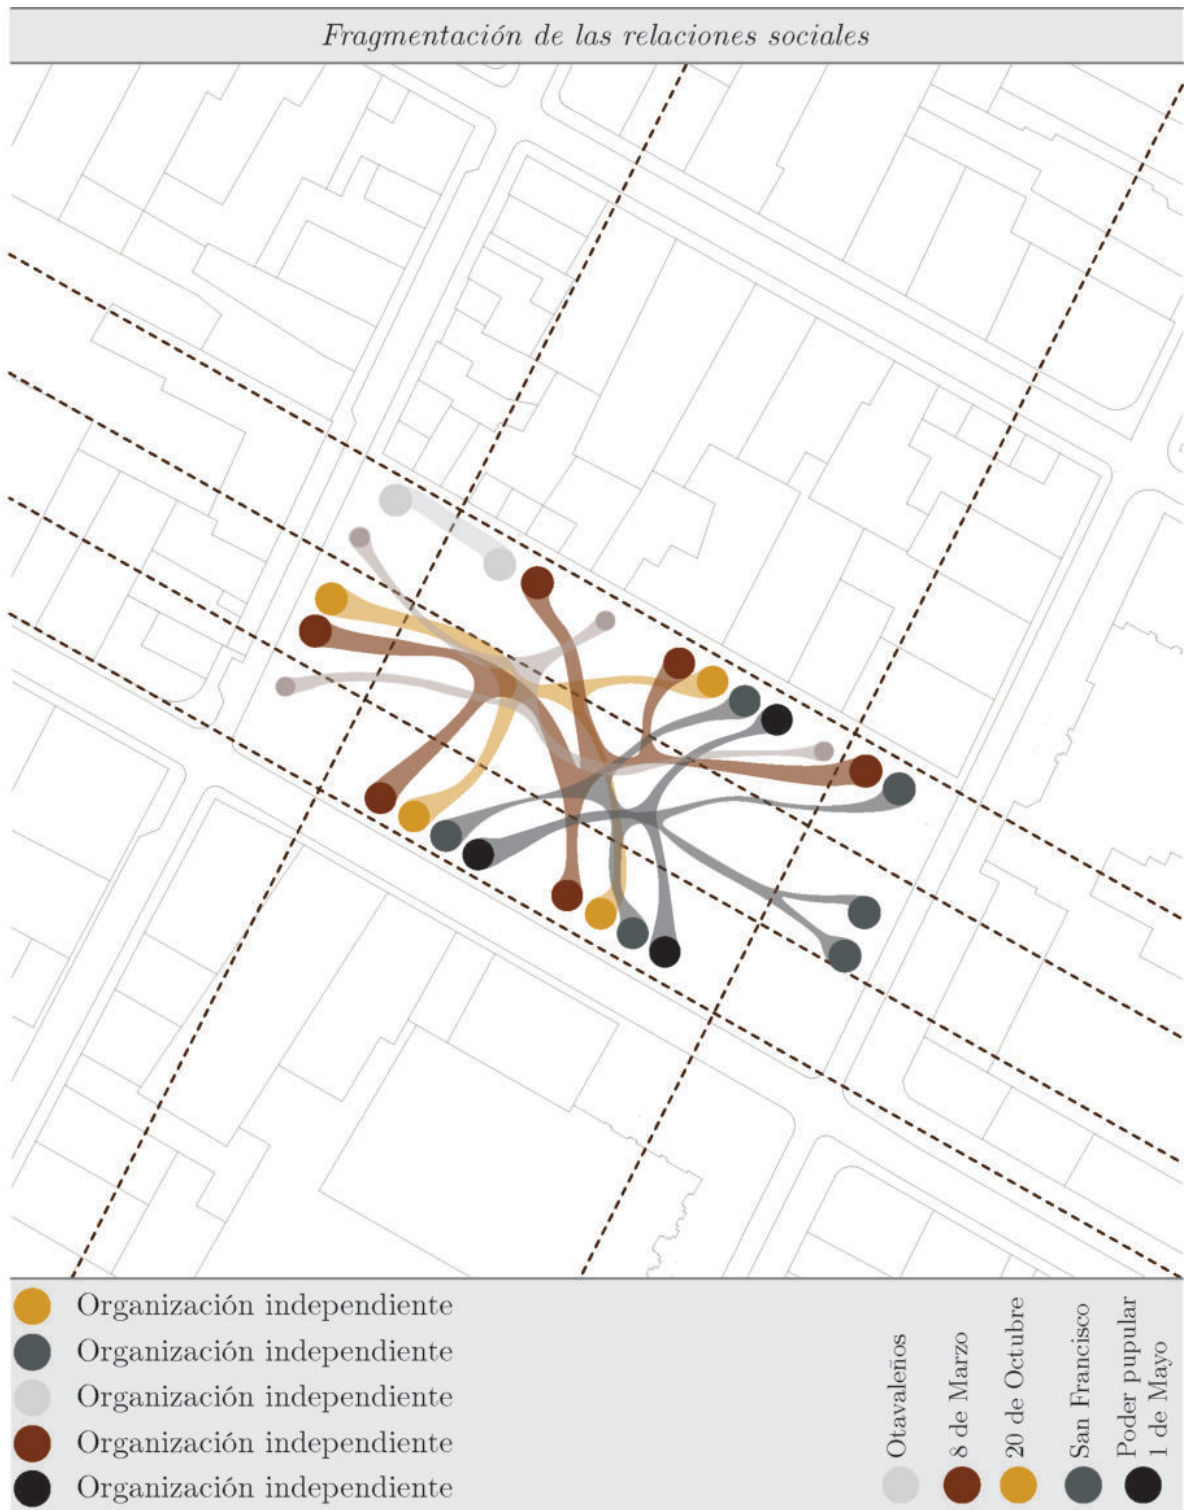 Fragmentación de las relaciones sociales
Organización independiente
Organización independiente
Organización independiente
Organización independiente
Organización independiente
Otavaleños
8 de Marzo
20 de Octubre
San Francisco
Poder pupular
1 de Mayo